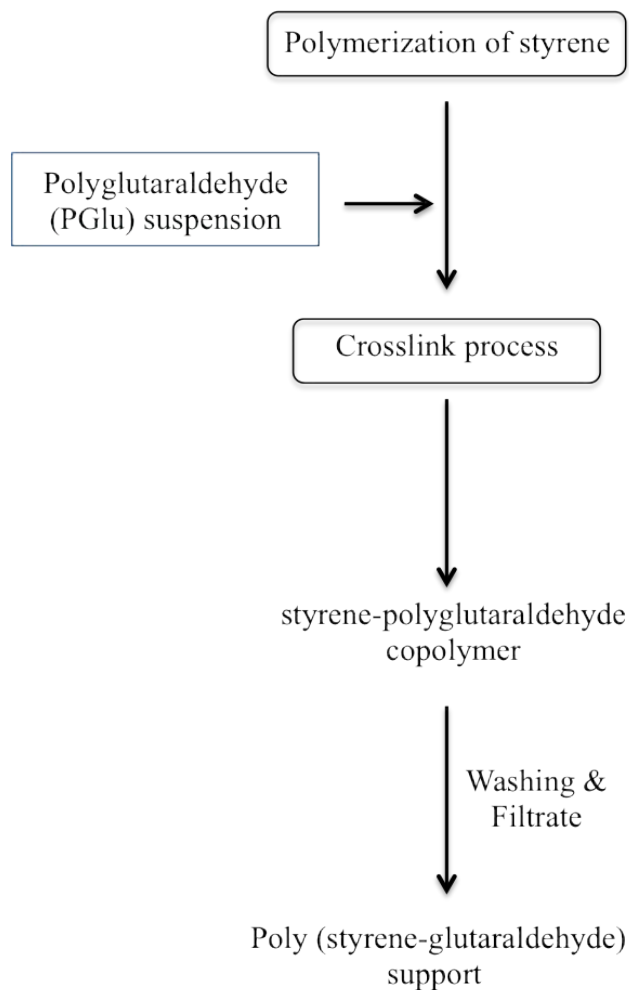 Polymerization of styrene
Polyglutaraldehyde
(PGlu) suspension
Crosslink process
styrene-polyglutaraldehyde
copolymer
Washing &
Filtrate
Poly (styrene-glutaraldehyde)
support